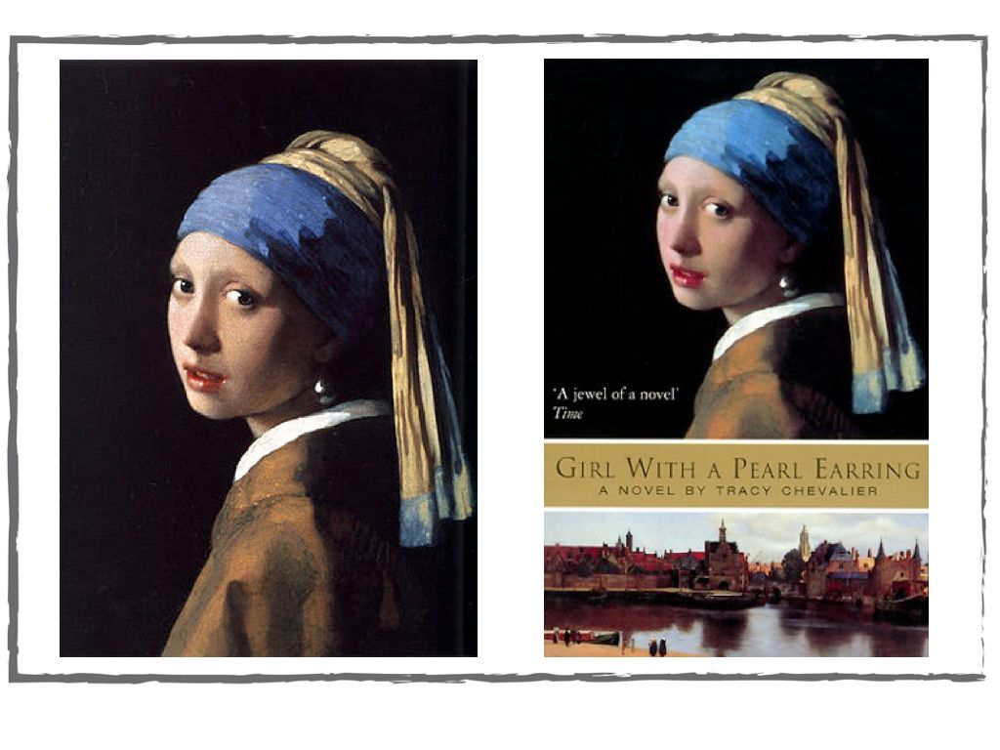 ‘A jewel of a novel’
Time
GIRL WITH A PEARL EARRING
A NOVEL BY TRACY CHEVALIER